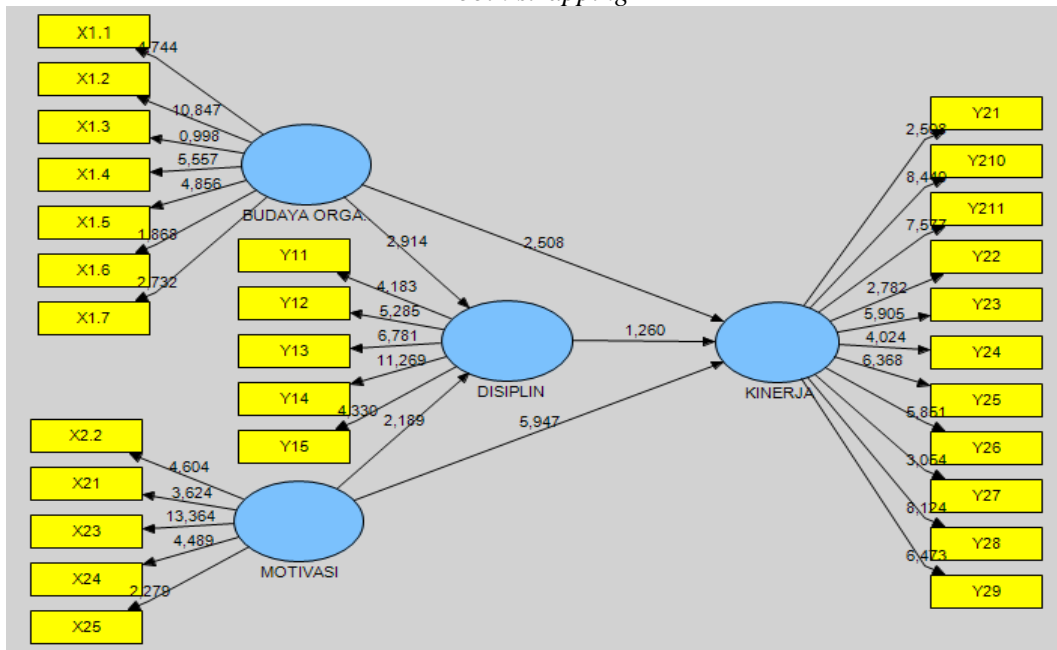 X1.1
X1.2
X1.3
X1.4
X1.5
X1.6
X1.7
4,744
10,847
0,998
5,557
4,856
1,868
2,732
BUDAYA ORGA.
2,914
2,508
Y11
Y12
Y13
Y14
Y15
4,183
5,285
6,781
11,269
4,330
DISIPLIN
2,189
1,260
5,947
X2.2
X21
X23
X24
X25
4,604
3,624
13,364
4,489
2,279
MOTIVASI
KINERJA
8,440
7,577
2,782
5,905
4,024
6,368
5,851
3,054
8,124
6,473
Y21
Y210
Y211
Y22
Y23
Y24
Y25
Y26
Y27
Y28
Y29